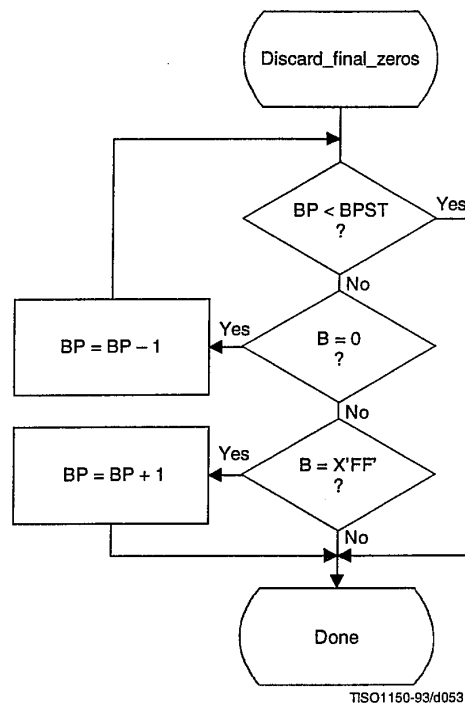 Discard_final_zeros
BP < BPST
?
Yes
No
BP = BP – 1
Yes
B = 0
?
No
BP = BP + 1
Yes
B = X'FF'
?
No
Done
TISO1150-93/d053